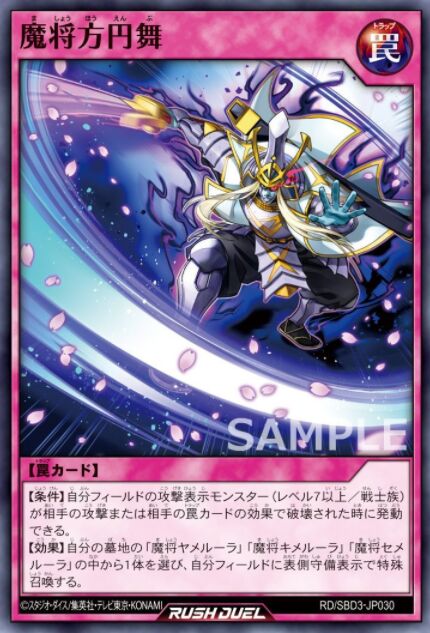 ましょうほうえんぶ
魔将方円舞
トラップ
罠
SAMPLE
【罠カード】
【条件】自分フィールドの攻撃表示モンスター(レベル7以上/戦士族)
が相手の攻撃または相手の罠カードの効果で破壊された時に発動
できる。
【効果】自分の墓地の「魔将ヤメルーラ」「魔将キメルーラ」「魔将セメ
ルーラ」の中から1体を選び、自分フィールドに表側守備表示で特殊
召喚する。
©スタジオ・ダイス/集英社・テレビ東京・KONAMI
RUSH DUEL
RD/SBD3-JP030